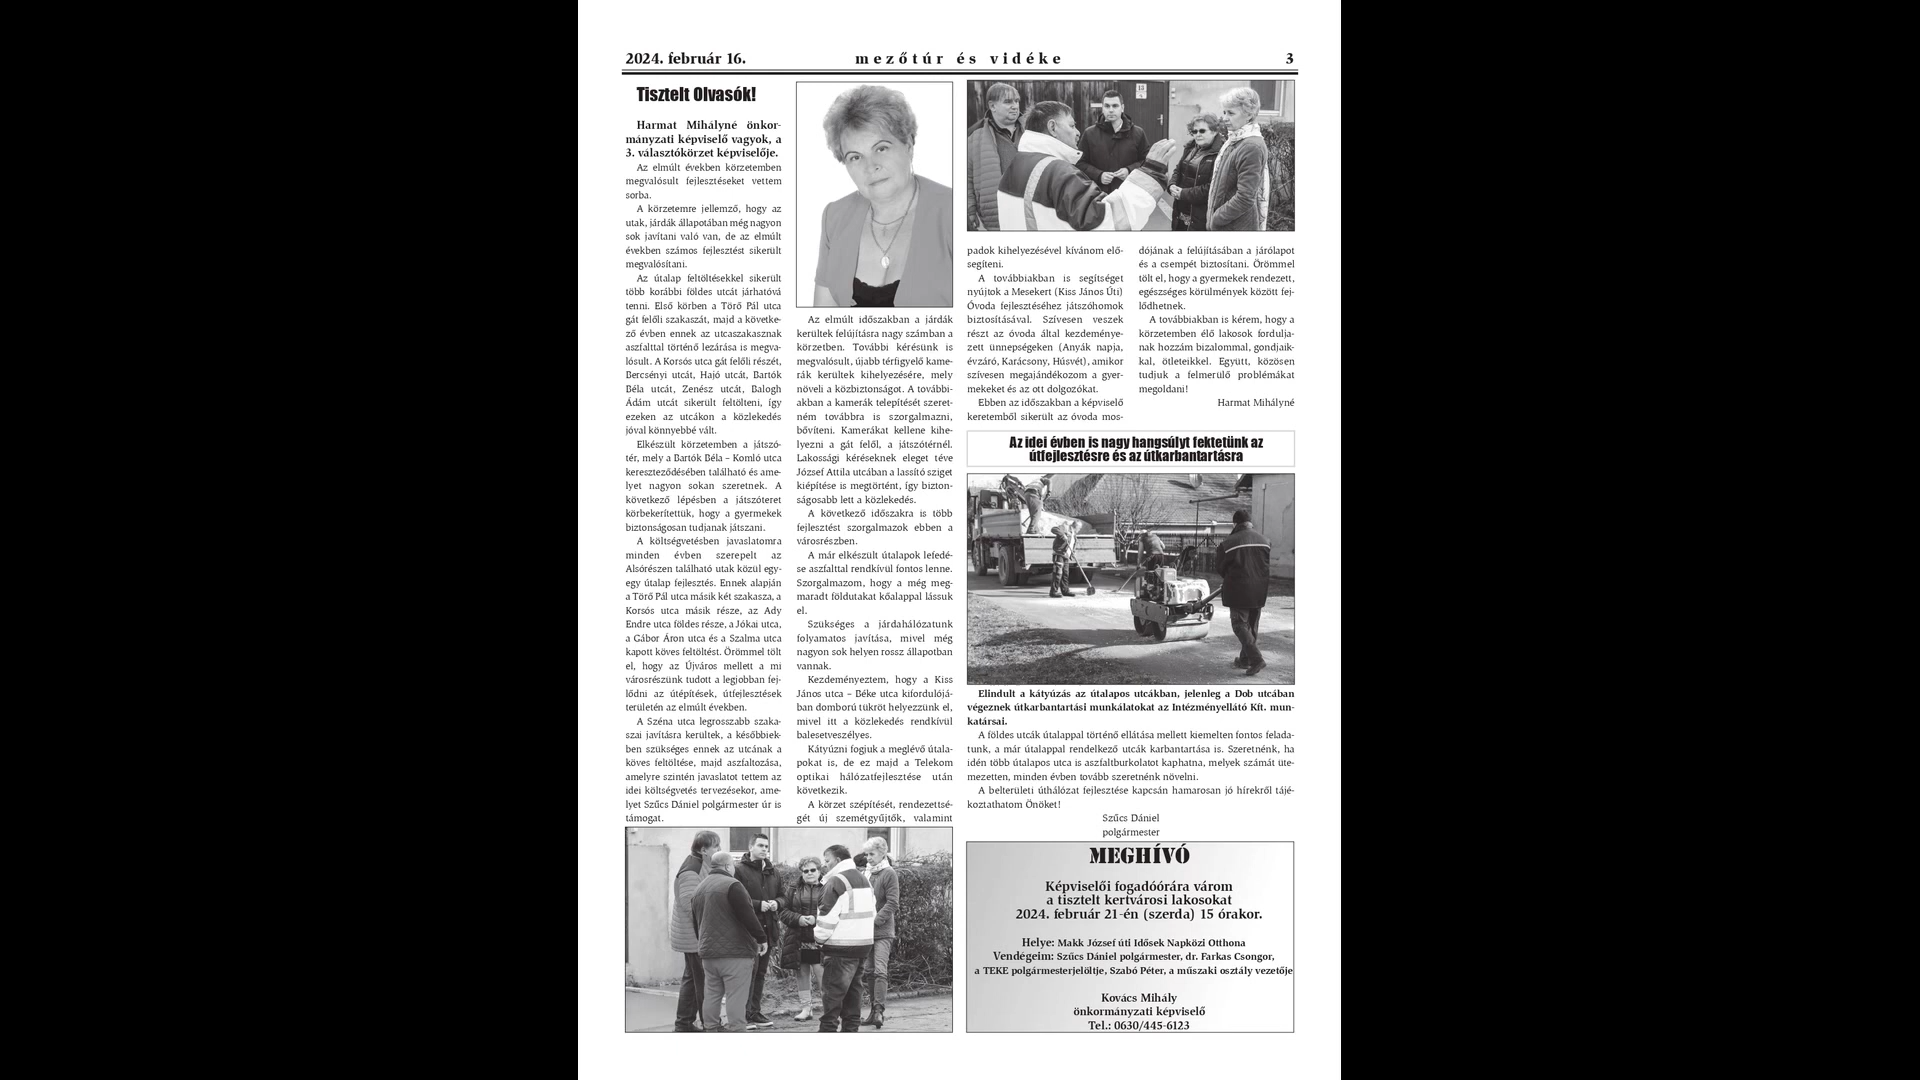 2024. február 16.
mezőtúr és vidéke
3
Tisztelt Olvasók!
Harmat Mihályné önkor-
mányzati képviselő vagyok, a
3. választókörzet képviselője.
Az elmúlt években körzetemben
megvalósult fejlesztéseket vettem
sorba.
A körzetemre jellemző, hogy az
utak, járdák állapotában még nagyon
sok javítani való van, de az elmúlt
években számos fejlesztést sikerült
megvalósítani.
Az útalap feltöltésekkel sikerült
több korábbi földes utcát járhatóvá
tenni. Első körben a Törő Pál utca
gát felőli szakaszát, majd a követke-
ző évben ennek az utcaszakasznak
aszfalttal történő lezárása is megva-
lósult. A Korsós utca gát felőli részét,
Bercsényi utcát, Hajó utcát, Bartók
Béla utcát, Zenész utcát, Balogh
Ádám utcát sikerült feltölteni, így
ezeken az utcákon a közlekedés
jóval könnyebbé vált.
Elkészült körzetemben a játszó-
tér, mely a Bartók Béla – Komló utca
kereszteződésében található és ame-
lyet nagyon sokan szeretnek. A
következő lépésben a játszóteret
körbekerítettük, hogy a gyermekek
biztonságosan tudjanak játszani.
A költségvetésben javaslatomra
minden évben szerepelt az
Alsórészen található utak közül egy-
egy útalap fejlesztés. Ennek alapján
a Törő Pál utca másik két szakasza, a
Korsós utca másik része, az Ady
Endre utca földes része, a Jókai utca,
a Gábor Áron utca és a Szalma utca
kapott köves feltöltést. Örömmel tölt
el, hogy az Újváros mellett a mi
városrészünk tudott a legjobban fej-
lődni az útépítések, útfejlesztések
területén az elmúlt években.
A Széna utca legrosszabb szaka-
szai javításra kerültek, a későbbiek-
ben szükséges ennek az utcának a
köves feltöltése, majd aszfaltozása,
amelyre szintén javaslatot tettem az
idei költségvetés tervezésekor, ame-
lyet Szűcs Dániel polgármester úr is
támogat.
Az elmúlt időszakban a járdák
kerültek felújításra nagy számban a
körzetben. További kérésünk is
megvalósult, újabb térfigyelő kame-
rák kerültek kihelyezésére, mely
növeli a közbiztonságot. A további-
akban a kamerák telepítését szeret-
ném továbbra is szorgalmazni,
bővíteni. Kamerákat kellene kihe-
lyezni a gát felől, a játszótérnél.
Lakossági kéréseknek eleget téve
József Attila utcában a lassító sziget
kiépítése is megtörtént, így bizton-
ságosabb lett a közlekedés.
A következő időszakra is több
fejlesztést szorgalmazok ebben a
városrészben.
A már elkészült útalapok lefedé-
se aszfalttal rendkívül fontos lenne.
Szorgalmazom, hogy a még meg-
maradt földutakat kőalappal lássuk
el.
Szükséges a járdahálózatunk
folyamatos javítása, mivel még
nagyon sok helyen rossz állapotban
vannak.
Kezdeményeztem, hogy a Kiss
János utca – Béke utca kifordulójá-
ban domború tükröt helyezzünk el,
mivel itt a közlekedés rendkívül
balesetveszélyes.
Kátyúzni fogjuk a meglévő útala-
pokat is, de ez majd a Telekom
optikai hálózatfejlesztése után
következik.
A körzet szépítését, rendezettsé-
gét új szemétgyűjtők, valamint
padok kihelyezésével kívánom elő-
segíteni.
A továbbiakban is segítséget
nyújtok a Mesekert (Kiss János Úti)
Óvoda fejlesztéséhez játszóhomok
biztosításával. Szívesen veszek
részt az óvoda által kezdeménye-
zett ünnepségeken (Anyák napja,
évzáró, Karácsony, Húsvét), amikor
szívesen megajándékozom a gyer-
mekeket és az ott dolgozókat.
Ebben az időszakban a képviselő
keretemből sikerült az óvoda mos-
dójának a felújításában a járólapot
és a csempét biztosítani. Örömmel
tölt el, hogy a gyermekek rendezett,
egészséges körülmények között fej-
lődhetnek.
A továbbiakban is kérem, hogy a
körzetemben élő lakosok fordulja-
nak hozzám bizalommal, gondjaik-
kal, ötleteikkel. Együtt, közösen
tudjuk a felmerülő problémákat
megoldani!
Harmat Mihályné
Az idei évben is nagy hangsúlyt fektetünk az
útfejlesztésre és az útkarbantartásra
Elindult a kátyúzás az útalapos utcákban, jelenleg a Dob utcában
végeznek útkarbantartási munkálatokat az Intézményellátó Kft. mun-
katársai.
A földes utcák útalappal történő ellátása mellett kiemelten fontos felada-
tunk, a már útalappal rendelkező utcák karbantartása is. Szeretnénk, ha
idén több útalapos utca is aszfaltburkolatot kaphatna, melyek számát üte-
mezetten, minden évben tovább szeretnénk növelni.
A belterületi úthálózat fejlesztése kapcsán hamarosan jó hírekről tájé-
koztathatom Önöket!
Szűcs Dániel
polgármester
MEGHÍVÓ
Képviselői fogadóórára várom
a tisztelt kertvárosi lakosokat
2024. február 21-én (szerda) 15 órakor.
Helye: Makk József úti Idősek Napközi Otthona
Vendégeim: Szűcs Dániel polgármester, dr. Farkas Csongor,
a TEKE polgármesterjelöltje, Szabó Péter, a műszaki osztály vezetője
Kovács Mihály
önkormányzati képviselő
Tel.: 0630/445-6123